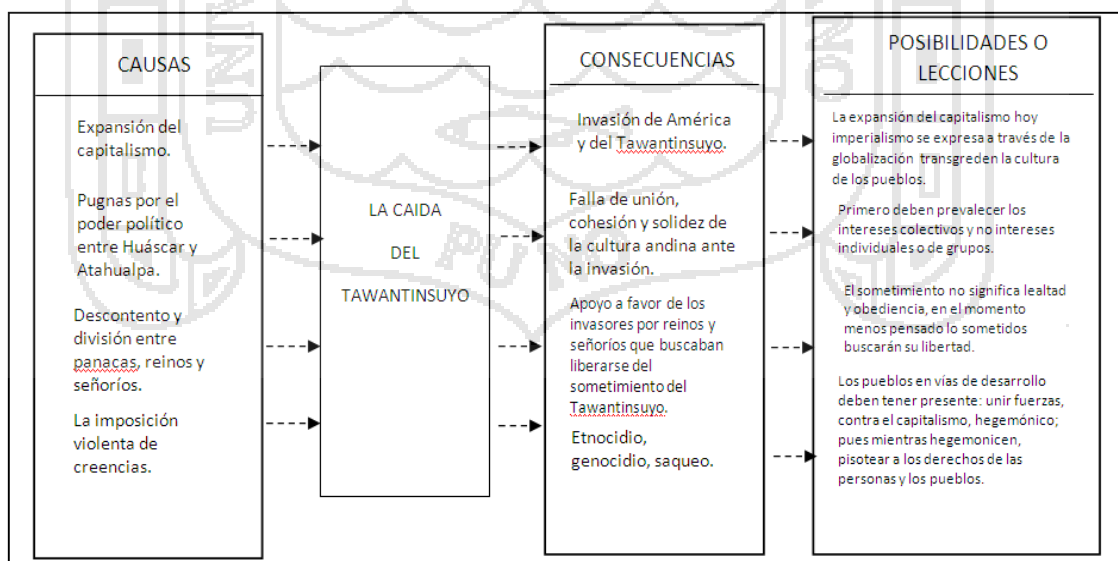 CAUSAS
Expansión del
capitalismo.
Pugnas por el
poder político
entre Huáscar y
Atahualpa.
Descontento y
división entre
panacas, reinos y
señoríos.
La imposición
violenta de
creencias.
LA CAIDA
DEL
TAWANTINSUYO
CONSECUENCIAS
Invasión de América
y del Tawantinsuyo.
Falla de unión,
cohesión y solidez de
la cultura andina ante
la invasión.
Apoyo a favor de los
invasores por reinos y
señoríos que buscaban
liberarse del
sometimiento del
Tawantinsuyo.
Etnocidio,
genocidio, saqueo.
POSIBILIDADES O
LECCIONES
La expansión del capitalismo hoy
imperialismo se expresa a través de la
globalización transgreden la cultura
de los pueblos.
Primero deben prevalecer los
intereses colectivos y no intereses
individuales o de grupos.
El sometimiento no significa lealtad
y obediencia, en el momento
menos pensado lo sometidos
buscarán su libertad.
Los pueblos en vías de desarrollo
deben tener presente: unir fuerzas,
contra el capitalismo, hegemónico;
pues mientras hegemonicen,
pisotear a los derechos de las
personas y los pueblos.
PUNO